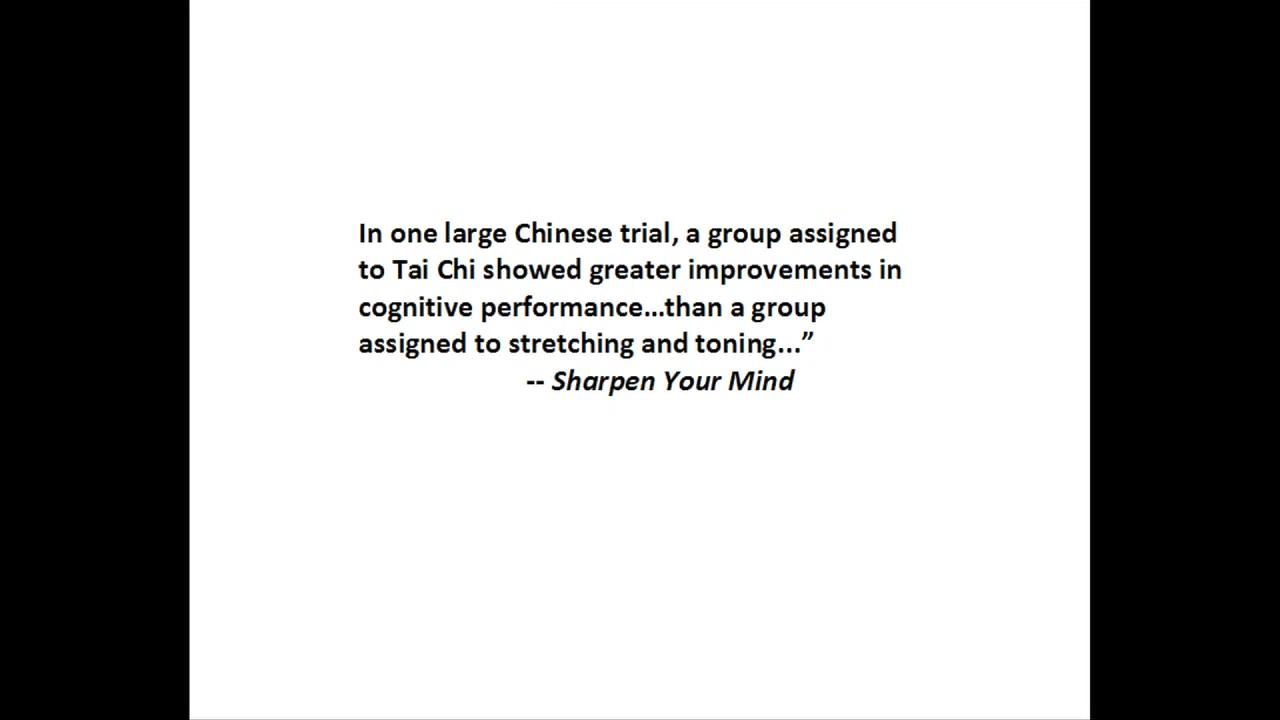 In one large Chinese trial, a group assigned
to Tai Chi showed greater improvements in
cognitive performance...than a group
assigned to stretching and toning...”
-- Sharpen Your Mind